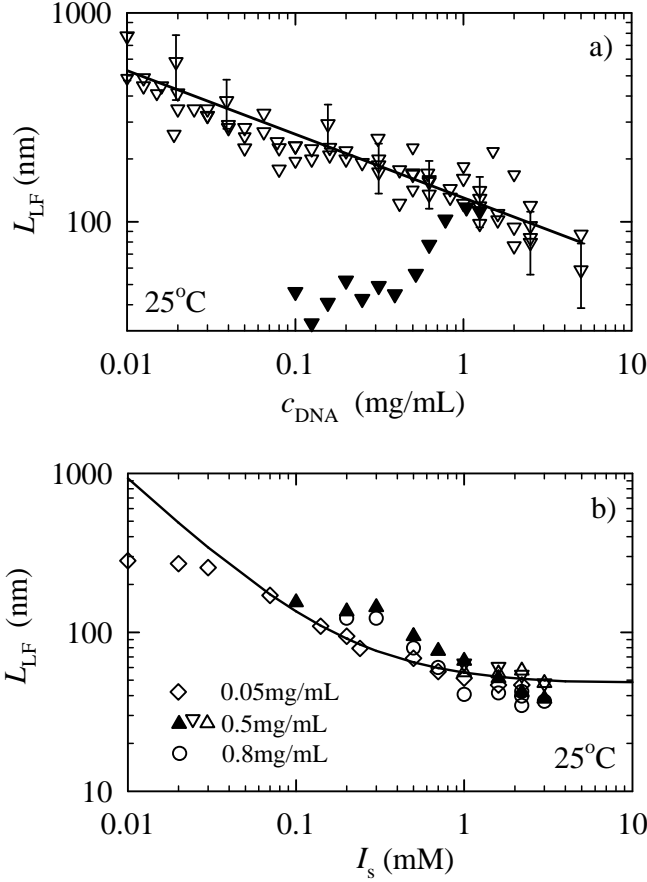 1000
a)
100
L_LF (nm)
25°C
0.01 0.1 1 10
c_DNA (mg/mL)
1000
b)
L_LF (nm)
100
0.05mg/mL
0.5mg/mL
0.8mg/mL
25°C
10
0.01 0.1 1 10
I_s (mM)